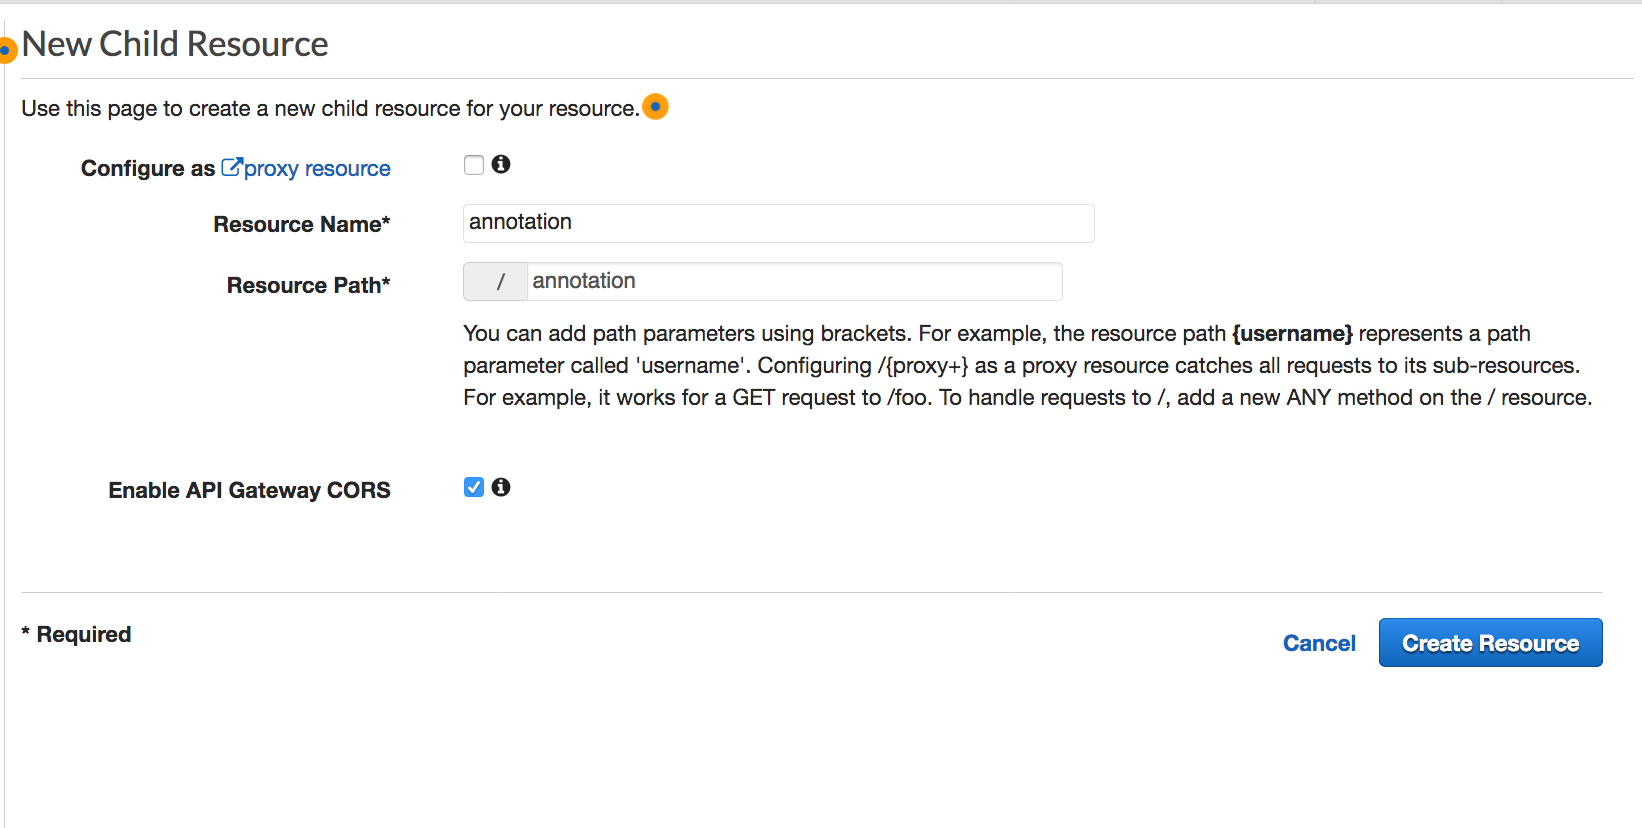 New Child Resource
Use this page to create a new child resource for your resource.
Configure as proxy resource
Resource Name* annotation
Resource Path* / annotation
You can add path parameters using brackets. For example, the resource path {username} represents a path
parameter called 'username'. Configuring /{proxy+} as a proxy resource catches all requests to its sub-resources.
For example, it works for a GET request to /foo. To handle requests to /, add a new ANY method on the / resource.
Enable API Gateway CORS
* Required
Cancel Create Resource